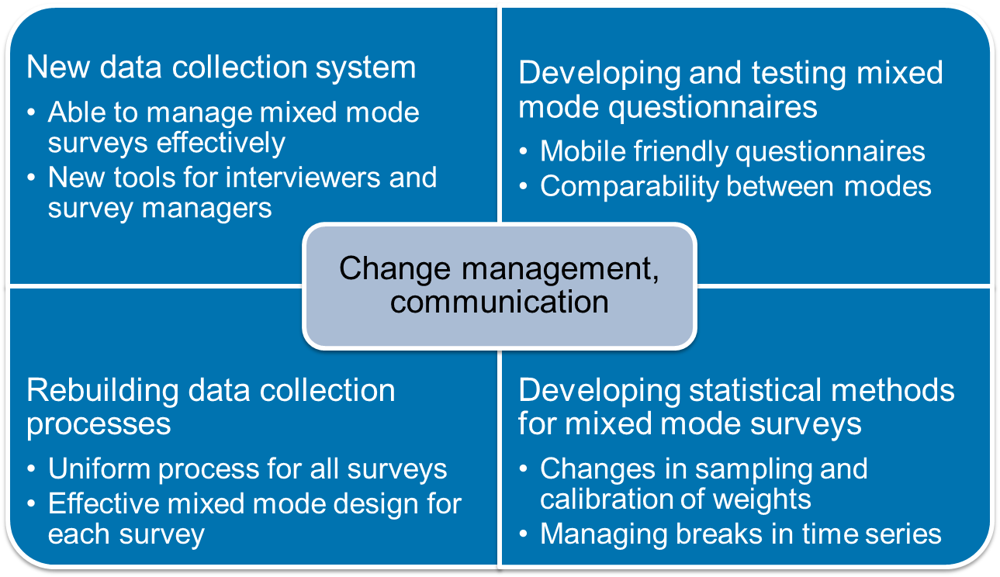 New data collection system
• Able to manage mixed mode
surveys effectively
• New tools for interviewers and
survey managers
Developing and testing mixed
mode questionnaires
• Mobile friendly questionnaires
• Comparability between modes
Change management,
communication
Rebuilding data collection
processes
• Uniform process for all surveys
• Effective mixed mode design for
each survey
Developing statistical methods
for mixed mode surveys
• Changes in sampling and
calibration of weights
• Managing breaks in time series